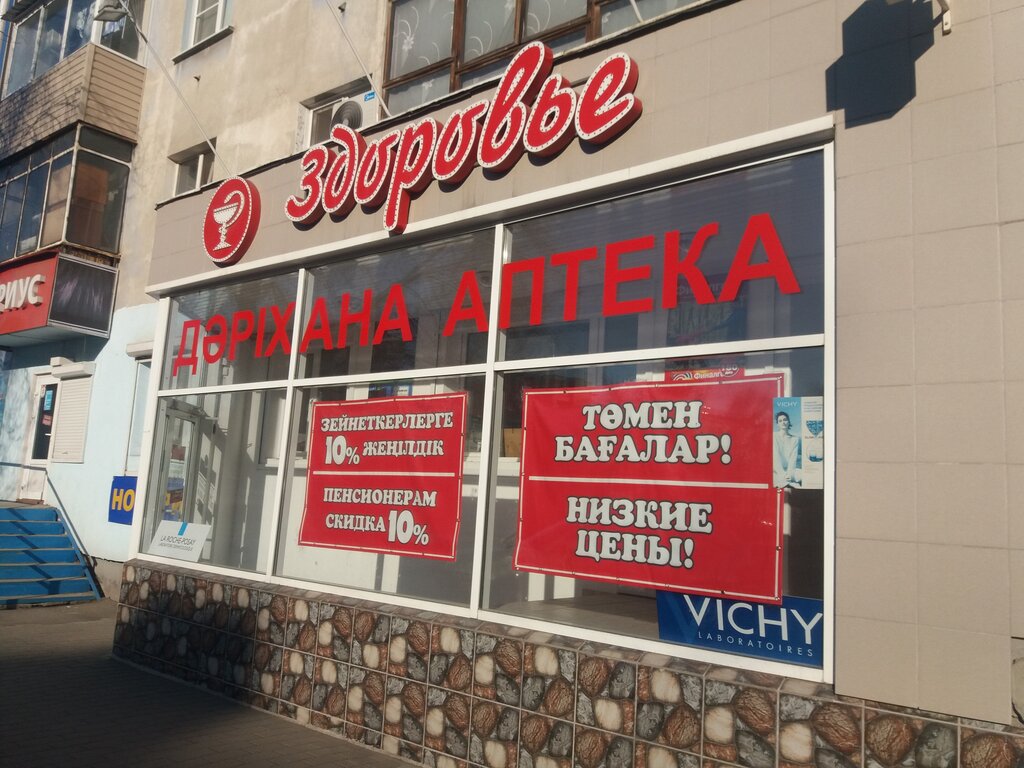 здоровье
ДӘРІХАНА АПТЕКА
ЗЕЙНЕТКЕРЛЕРГЕ
10% ЖЕҢІЛДІК
ПЕНСИОНЕРАМ
СКИДКА 10%
ТӨМЕН
БАҒАЛАР!
НИЗКИЕ
ЦЕНЫ!
VICHY
VICHY
LABORATOIRES
LA ROCHE-POSAY
РИУС
НО